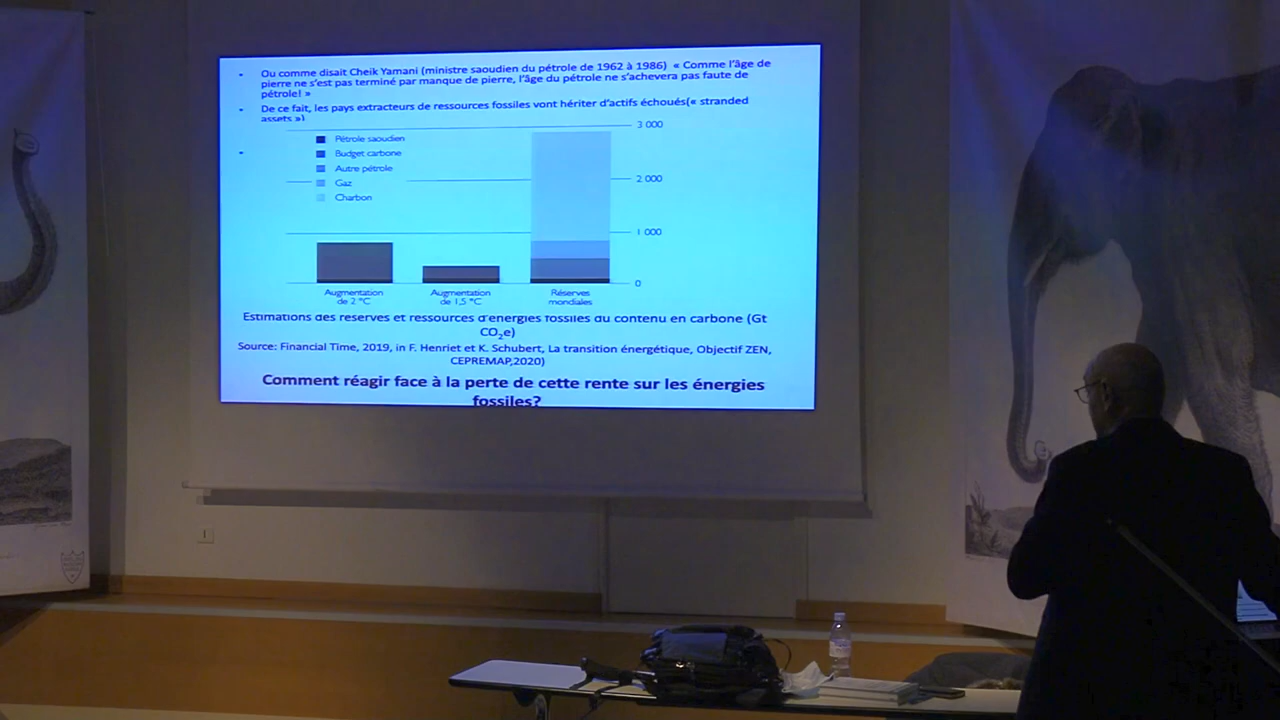 • Ou comme disait Cheik Yamani (ministre saoudien du pétrole de 1962 à 1986) « Comme l'âge de
pierre ne s'est pas terminé par manque de pierre, l'âge du pétrole ne s'achevera pas faute de
pétrole! »
• De ce fait, les pays extracteurs de ressources fossiles vont hériter d'actifs échoués(« stranded
assets »)
3 000
Pétrole saoudien
Budget carbone
Autre pétrole
Gaz
2 000
Charbon
1 000
0
Augmentation
de 2 °C
Augmentation
de 1,5 °C
Réserves
mondiales
Estimations des réserves et ressources d'énergies fossiles du contenu en carbone (Gt
CO2e)
Source: Financial Time, 2019, in F. Henriet et K. Schubert, La transition énergétique, Objectif ZEN,
CEPREMAP,2020)
Comment réagir face à la perte de cette rente sur les énergies
fossiles?